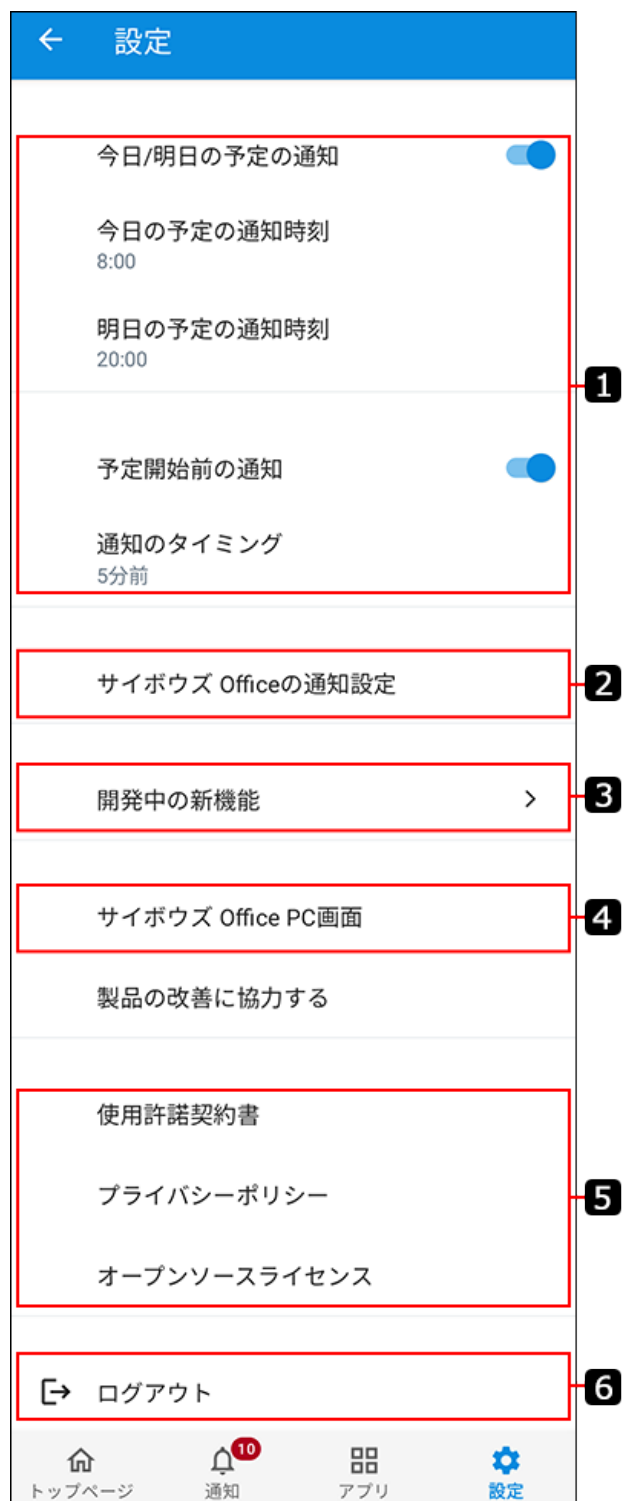 設定
今日/明日の予定の通知
今日の予定の通知時刻
8:00
明日の予定の通知時刻
20:00
1
予定開始前の通知
通知のタイミング
5分前
サイボウズ Officeの通知設定
2
開発中の新機能
3
サイボウズ Office PC画面
4
製品の改善に協力する
使用許諾契約書
プライバシーポリシー
5
オープンソースライセンス
ログアウト
6
10
トップページ 通知 アプリ 設定